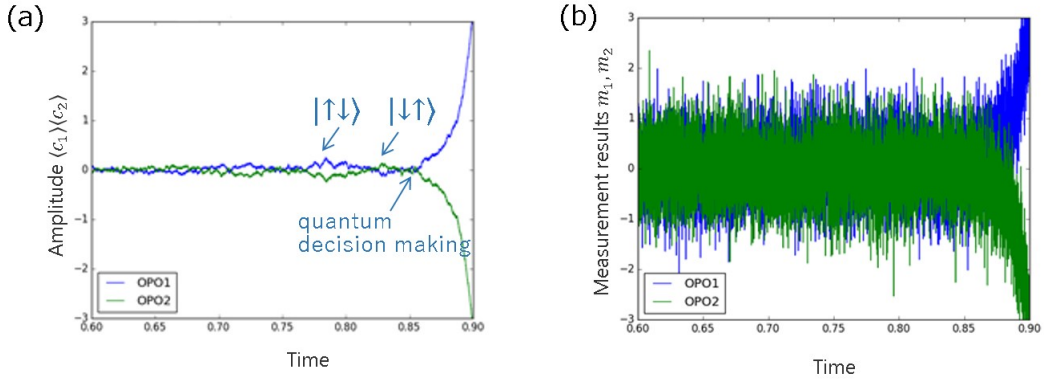 (a)
3
2
1
0
−1
−2
−3
Amplitude ⟨c₁⟩⟨c₂⟩
|↑↓⟩
|↓↑⟩
quantum
decision making
OPO1
OPO2
0.60
0.65
0.70
0.75
0.80
0.85
0.90
Time
(b)
3
2
1
0
−1
−2
−3
Measurement results m₁, m₂
OPO1
OPO2
0.60
0.65
0.70
0.75
0.80
0.85
0.90
Time